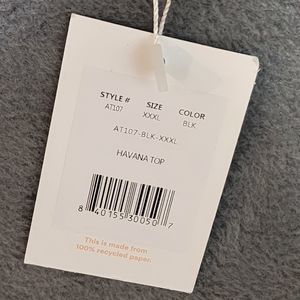 STYLE # SIZE COLOR
AT107 XXXL BLK
AT107-BLK-XXXL
HAVANA TOP
8 40155 30050 7
This is made from
100% recycled paper.